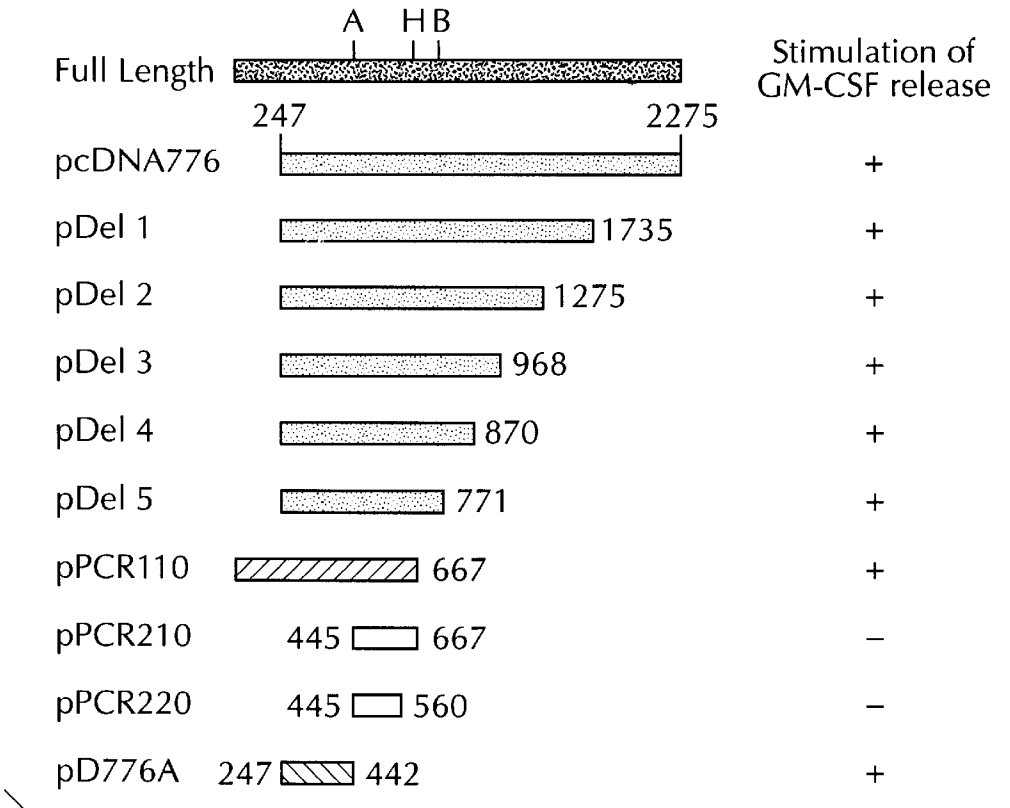 A H B
Full Length
Stimulation of
GM-CSF release
247 2275
pcDNA776 +
pDel 1 1735 +
pDel 2 1275 +
pDel 3 968 +
pDel 4 870 +
pDel 5 771 +
pPCR110 667 +
pPCR210 445 667 −
pPCR220 445 560 −
pD776A 247 442 +